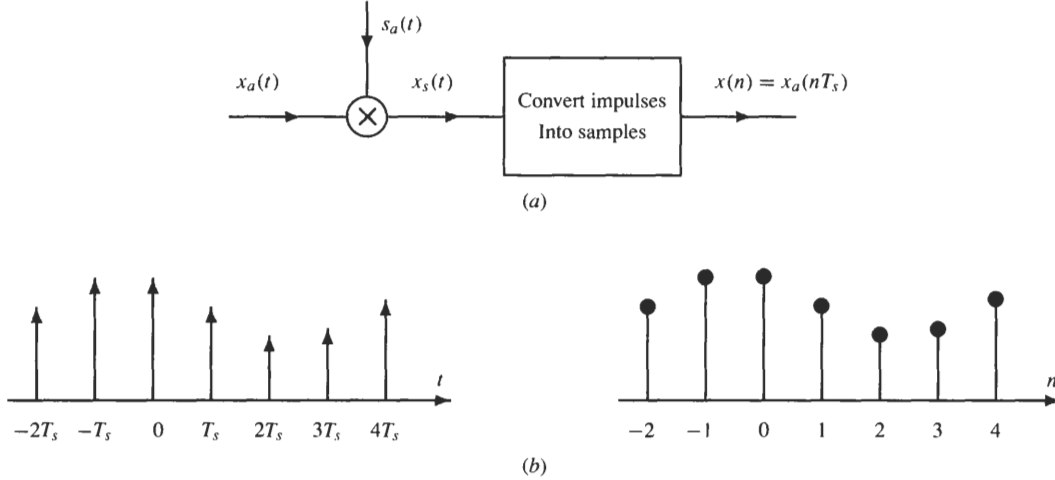 s_a(t)
x_a(t) x_s(t) x(n) = x_a(nT_s)
Convert impulses
Into samples
(a)
t n
−2T_s −T_s 0 T_s 2T_s 3T_s 4T_s −2 −1 0 1 2 3 4
(b)